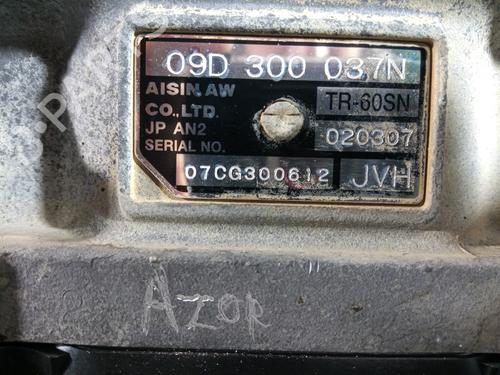 09D 300 037N
AISIN AW
CO.,LTD.
JP AN2
SERIAL NO.
TR-60SN
020307
07CG300612
JVH
AZOR